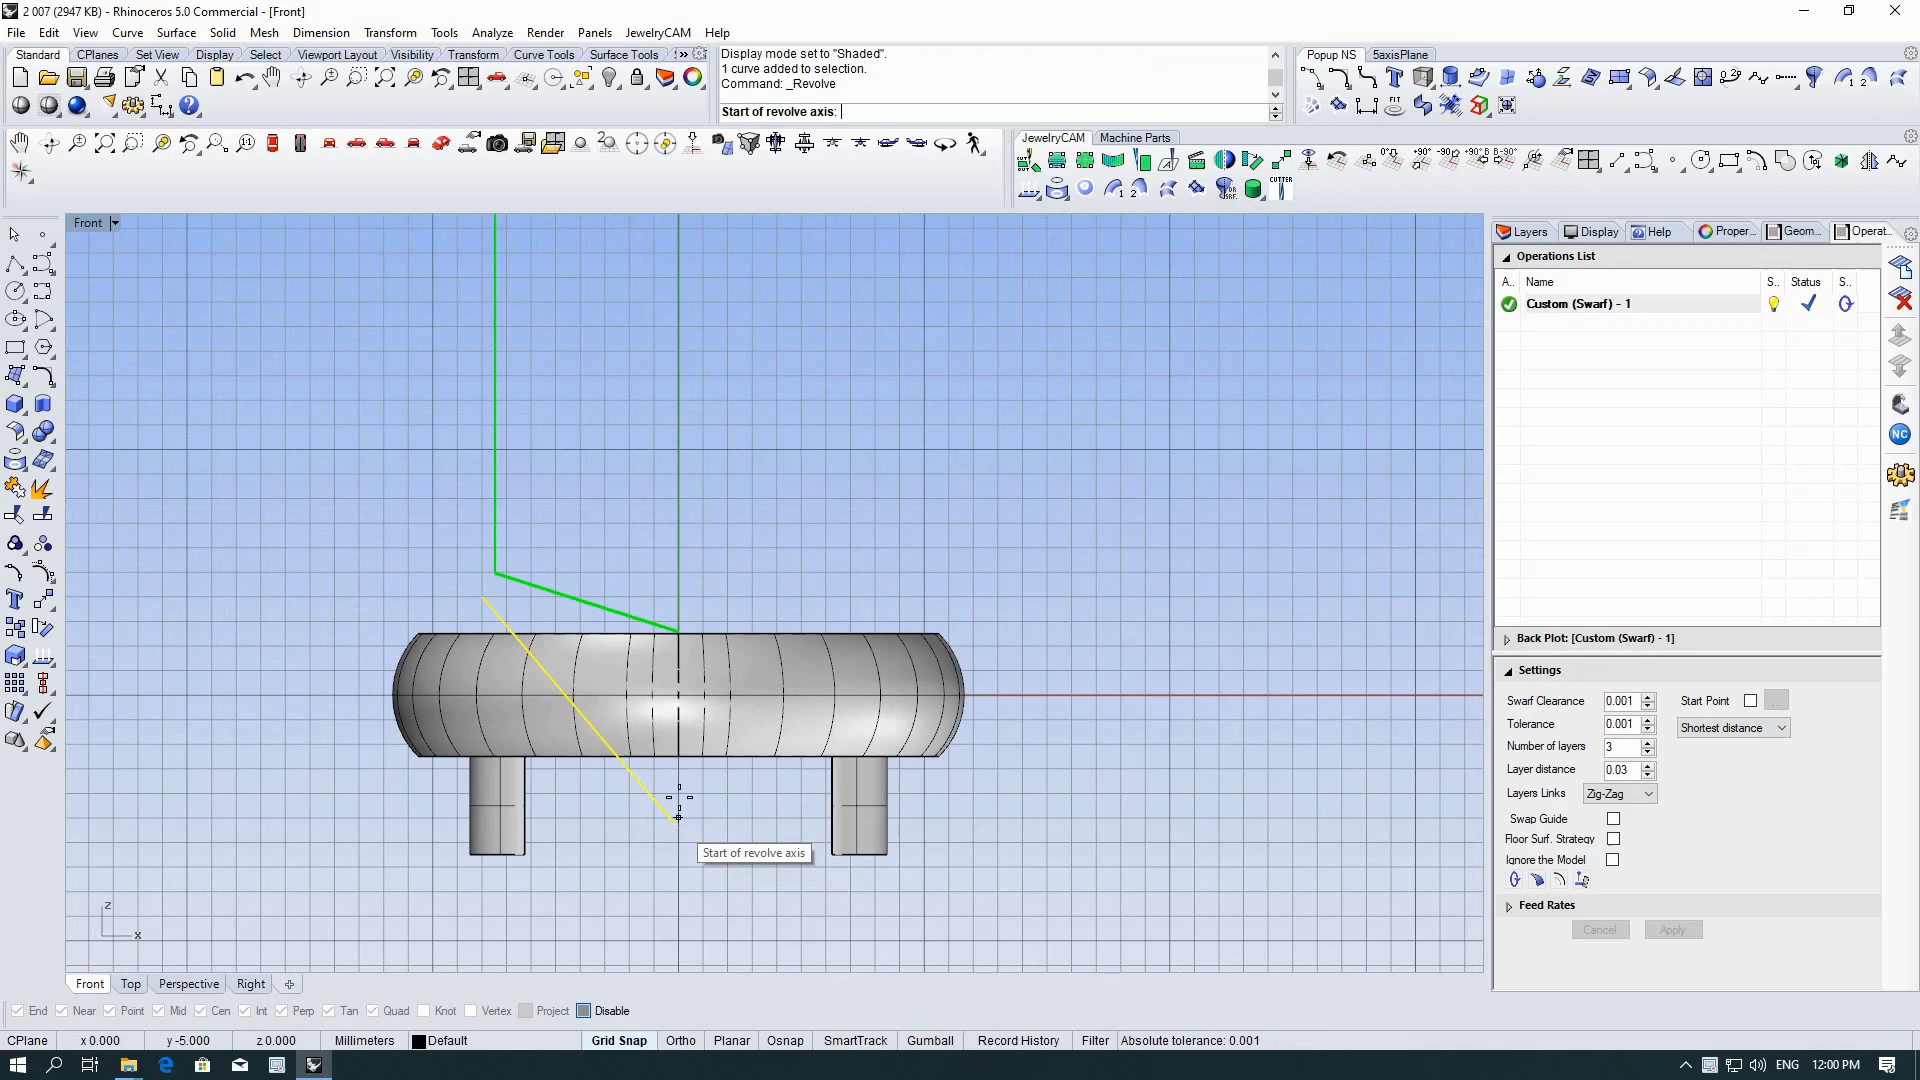 2 007 (2947 KB) - Rhinoceros 5.0 Commercial - [Front]
File Edit View Curve Surface Solid Mesh Dimension Transform Tools Analyze Render Panels JewelryCAM Help
Standard CPlanes Set View Display Select Viewport Layout Visibility Transform Curve Tools Surface Tools »
Display mode set to "Shaded".
1 curve added to selection.
Command: _Revolve
Start of revolve axis:
Popup NS 5axisPlane
JewelryCAM Machine Parts
Front
Layers Display Help Proper... Geom... Operat..
Operations List
A.. Name S.. Status S..
Custom (Swarf) - 1
NC
Back Plot: [Custom (Swarf) - 1]
Settings
Swarf Clearance 0.001 Start Point
Tolerance 0.001 Shortest distance
Number of layers 3
Layer distance 0.03
Layers Links Zig-Zag
Swap Guide
Floor Surf. Strategy
Ignore the Model
Feed Rates
Cancel Apply
Start of revolve axis
z
x
Front Top Perspective Right
End Near Point Mid Cen Int Perp Tan Quad Knot Vertex Project Disable
CPlane x 0.000 y -5.000 z 0.000 Millimeters Default Grid Snap Ortho Planar Osnap SmartTrack Gumball Record History Filter Absolute tolerance: 0.001
ENG 12:00 PM